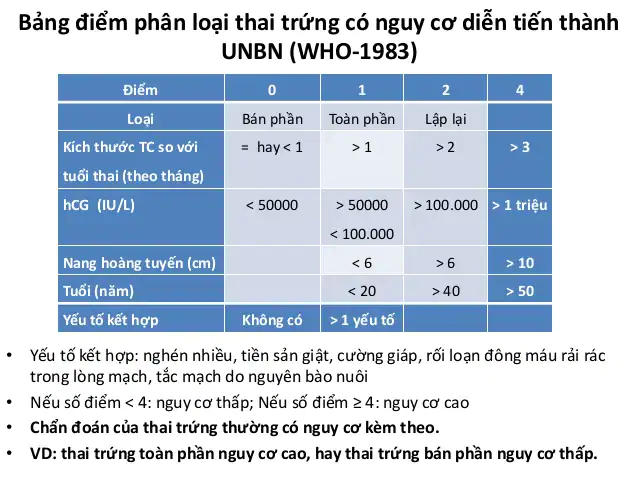 Bảng điểm phân loại thai trứng có nguy cơ diễn tiến thành
UNBN (WHO-1983)
Điểm 0 1 2 4
Loại Bán phần Toàn phần Lập lại
Kích thước TC so với = hay < 1 > 1 > 2 > 3
tuổi thai (theo tháng)
hCG (IU/L) < 50000 > 50000 > 100.000 > 1 triệu
< 100.000
Nang hoàng tuyến (cm) < 6 > 6 > 10
Tuổi (năm) < 20 > 40 > 50
Yếu tố kết hợp Không có > 1 yếu tố
• Yếu tố kết hợp: nghén nhiều, tiền sản giật, cường giáp, rối loạn đông máu rải rác
trong lòng mạch, tắc mạch do nguyên bào nuôi
• Nếu số điểm < 4: nguy cơ thấp; Nếu số điểm ≥ 4: nguy cơ cao
• Chẩn đoán của thai trứng thường có nguy cơ kèm theo.
• VD: thai trứng toàn phần nguy cơ cao, hay thai trứng bán phần nguy cơ thấp.